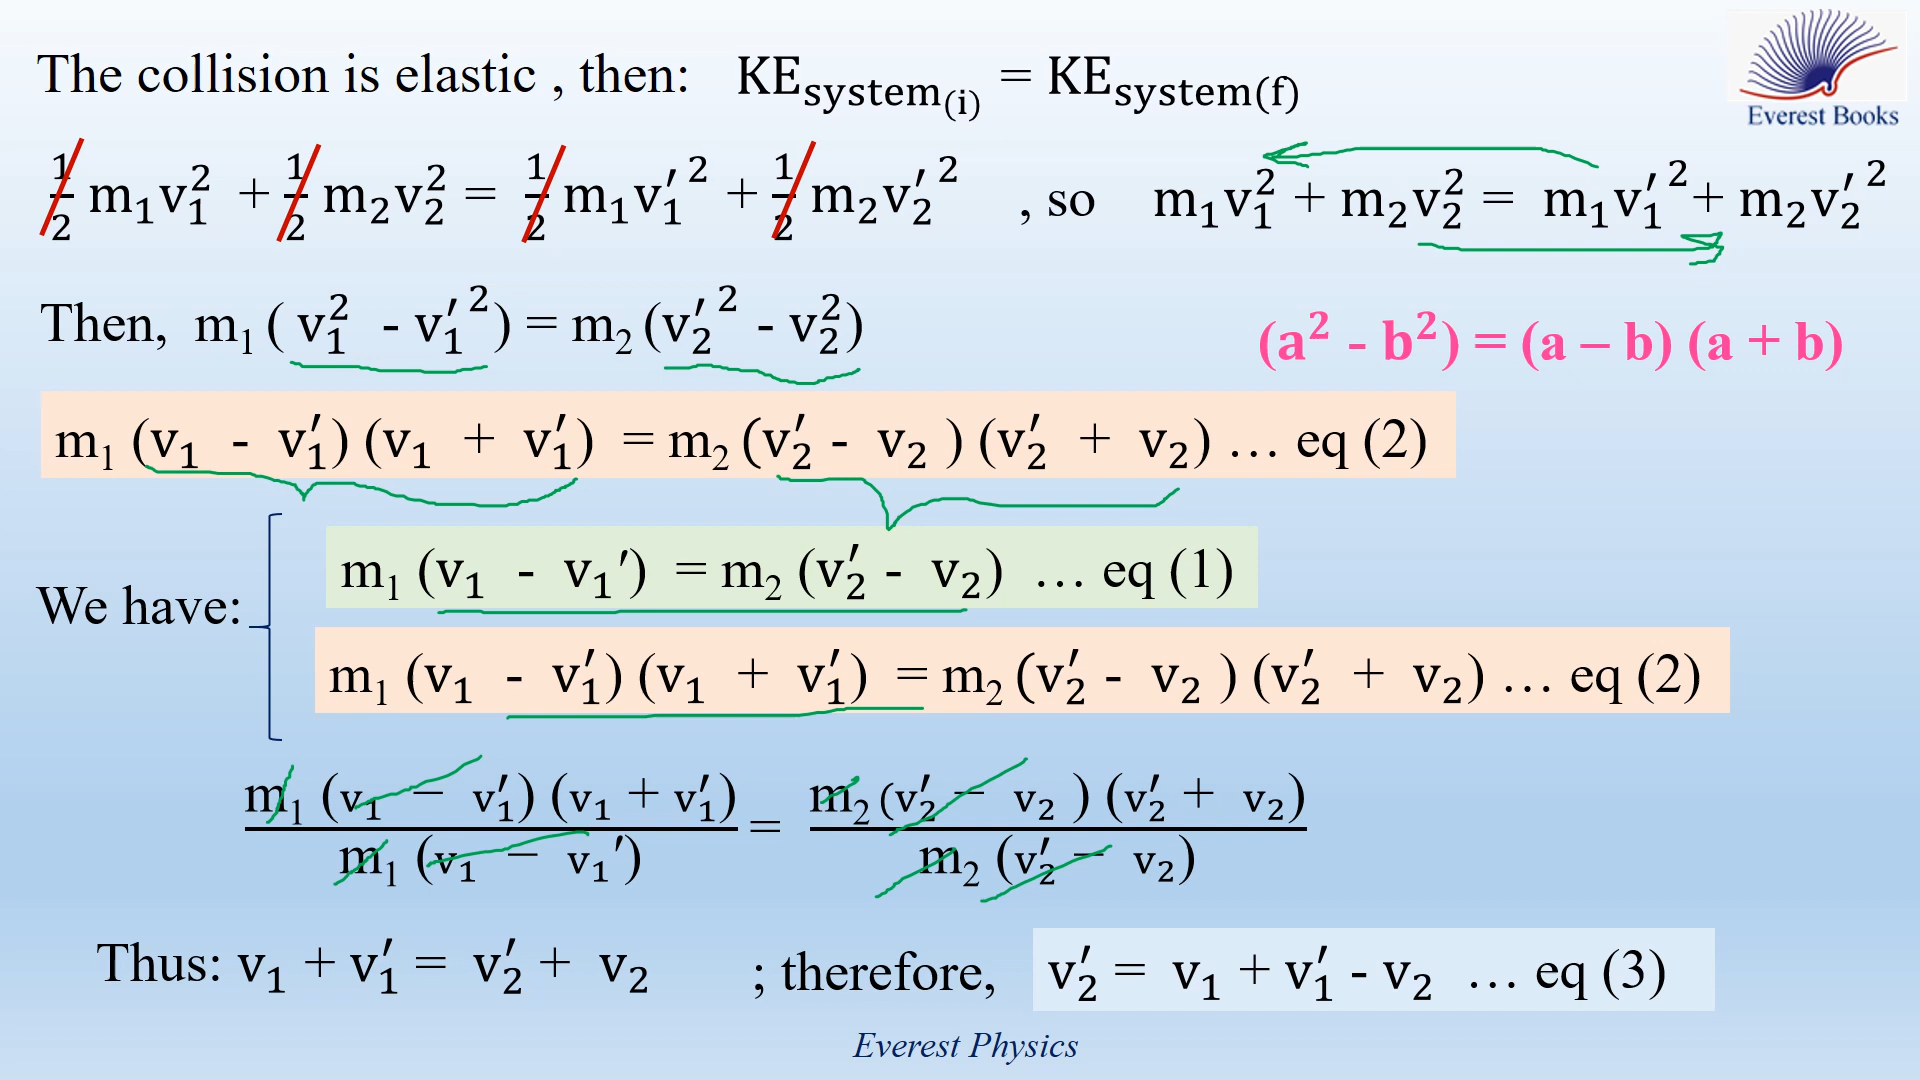 The collision is elastic , then: KE_system(i) = KE_system(f)
Everest Books
½ m₁v₁² + ½ m₂v₂² = ½ m₁v₁′² + ½ m₂v₂′² , so m₁v₁² + m₂v₂² = m₁v₁′² + m₂v₂′²
Then, m₁ ( v₁² - v₁′²) = m₂ (v₂′² - v₂²)
(a² - b²) = (a – b) (a + b)
m₁ (v₁ - v₁′) (v₁ + v₁′) = m₂ (v₂′ - v₂ ) (v₂′ + v₂) … eq (2)
We have:
m₁ (v₁ - v₁′) = m₂ (v₂′ - v₂) … eq (1)
m₁ (v₁ - v₁′) (v₁ + v₁′) = m₂ (v₂′ - v₂ ) (v₂′ + v₂) … eq (2)
m₁ (v₁ − v₁′) (v₁ + v₁′) / m₁ (v₁ − v₁′) = m₂ (v₂′ − v₂ ) (v₂′ + v₂) / m₂ (v₂′ − v₂)
Thus: v₁ + v₁′ = v₂′ + v₂ ; therefore, v₂′ = v₁ + v₁′ - v₂ … eq (3)
Everest Physics